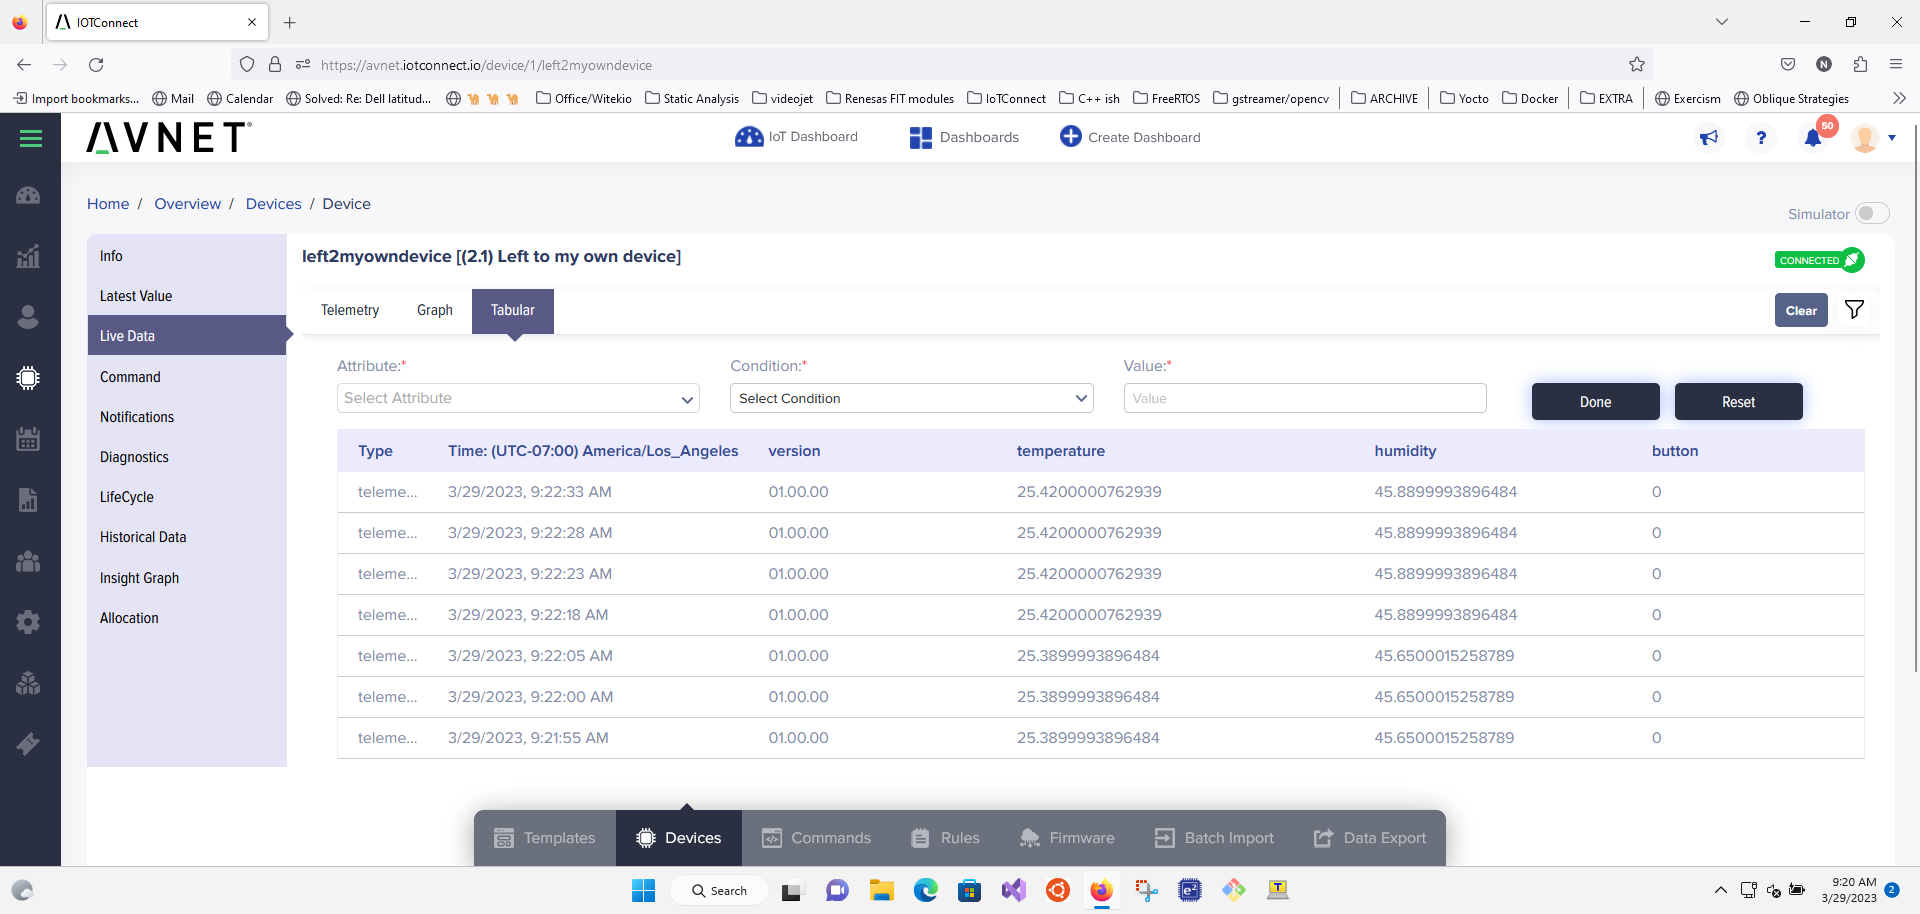 IOTConnect
https://avnet.iotconnect.io/device/1/left2myowndevice
N
Import bookmarks... Mail Calendar Solved: Re: Dell latitud... Office/Witekio Static Analysis videojet Renesas FIT modules IoTConnect C++ ish FreeRTOS gstreamer/opencv ARCHIVE Yocto Docker EXTRA Exercism Oblique Strategies
AVNET®
IoT Dashboard Dashboards Create Dashboard ? 50
Home / Overview / Devices / Device
Simulator
Info
Latest Value
Live Data
Command
Notifications
Diagnostics
LifeCycle
Historical Data
Insight Graph
Allocation
left2myowndevice [(2.1) Left to my own device]
CONNECTED
Telemetry Graph Tabular Clear
Attribute:* Condition:* Value:*
Select Attribute Select Condition Value Done Reset
Type Time: (UTC-07:00) America/Los_Angeles version temperature humidity button
teleme... 3/29/2023, 9:22:33 AM 01.00.00 25.4200000762939 45.8899993896484 0
teleme... 3/29/2023, 9:22:28 AM 01.00.00 25.4200000762939 45.8899993896484 0
teleme... 3/29/2023, 9:22:23 AM 01.00.00 25.4200000762939 45.8899993896484 0
teleme... 3/29/2023, 9:22:18 AM 01.00.00 25.4200000762939 45.8899993896484 0
teleme... 3/29/2023, 9:22:05 AM 01.00.00 25.3899993896484 45.6500015258789 0
teleme... 3/29/2023, 9:22:00 AM 01.00.00 25.3899993896484 45.6500015258789 0
teleme... 3/29/2023, 9:21:55 AM 01.00.00 25.3899993896484 45.6500015258789 0
Templates Devices Commands Rules Firmware Batch Import Data Export
Search e² T
9:20 AM
3/29/2023 2